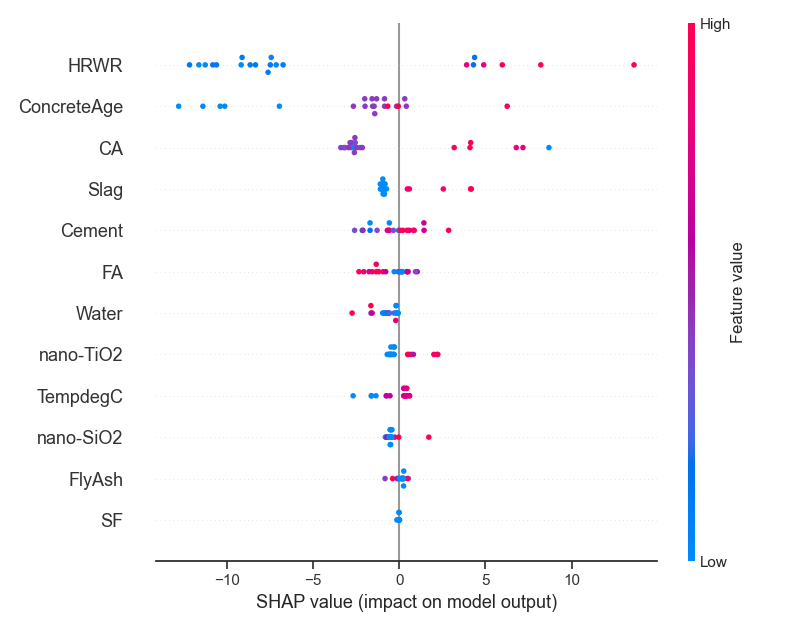 High
HRWR
ConcreteAge
CA
Slag
Cement
FA
Water
nano-TiO2
TempdegC
nano-SiO2
FlyAsh
SF
Feature value
Low
−10
−5
0
5
10
SHAP value (impact on model output)